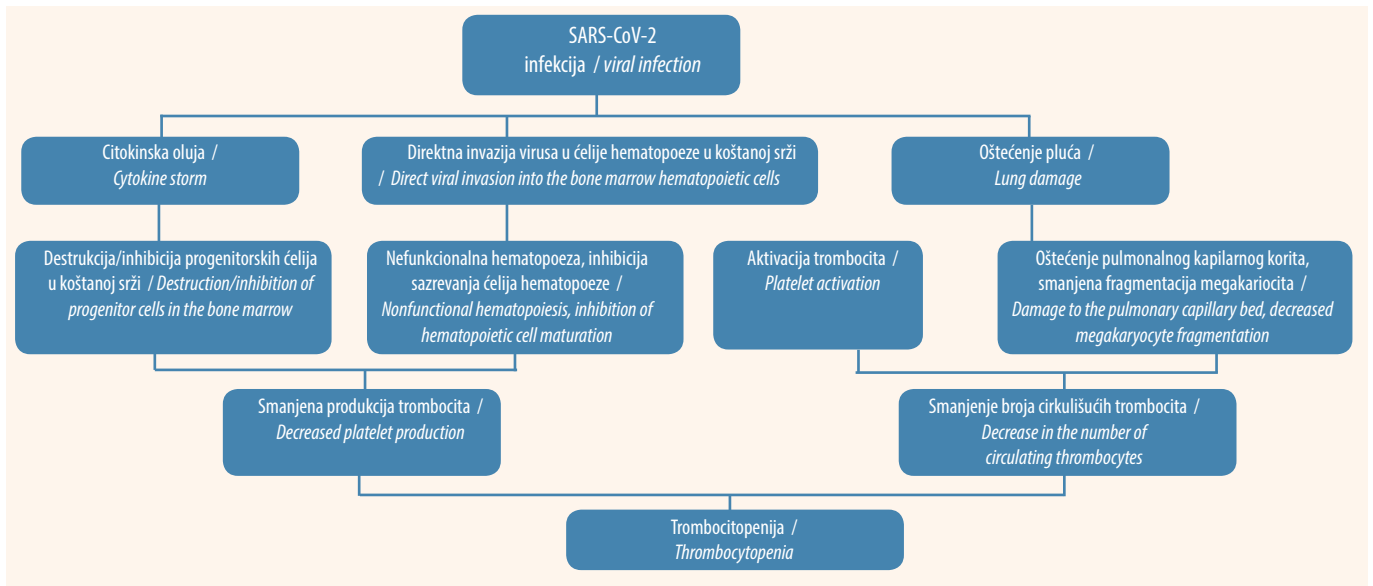 SARS-CoV-2
infekcija / viral infection
Citokinska oluja /
Cytokine storm
Direktna invazija virusa u ćelije hematopoeze u koštanoj srži
/ Direct viral invasion into the bone marrow hematopoietic cells
Oštećenje pluća /
Lung damage
Destrukcija/inhibicija progenitorskih ćelija
u koštanoj srži / Destruction/inhibition of
progenitor cells in the bone marrow
Nefunkcionalna hematopoeza, inhibicija
sazrevanja ćelija hematopoeze /
Nonfunctional hematopoiesis, inhibition of
hematopoietic cell maturation
Aktivacija trombocita /
Platelet activation
Oštećenje pulmonalnog kapilarnog korita,
smanjena fragmentacija megakariocita /
Damage to the pulmonary capillary bed, decreased
megakaryocyte fragmentation
Smanjena produkcija trombocita /
Decreased platelet production
Smanjenje broja cirkulišućih trombocita /
Decrease in the number of
circulating thrombocytes
Trombocitopenija /
Thrombocytopenia